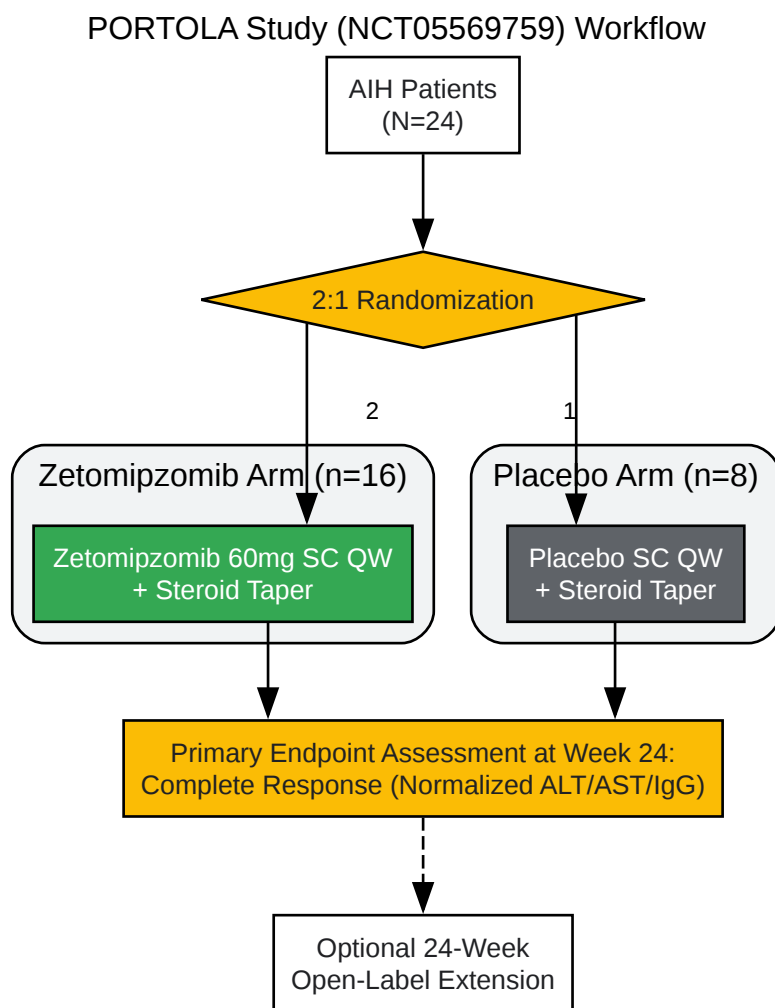 PORTOLA Study (NCT05569759) Workflow
AIH Patients
(N=24)
2:1 Randomization
2
1
Zetomipzomib Arm (n=16)
Placebo Arm (n=8)
Zetomipzomib 60mg SC QW
+ Steroid Taper
Placebo SC QW
+ Steroid Taper
Primary Endpoint Assessment at Week 24:
Complete Response (Normalized ALT/AST/IgG)
Optional 24-Week
Open-Label Extension